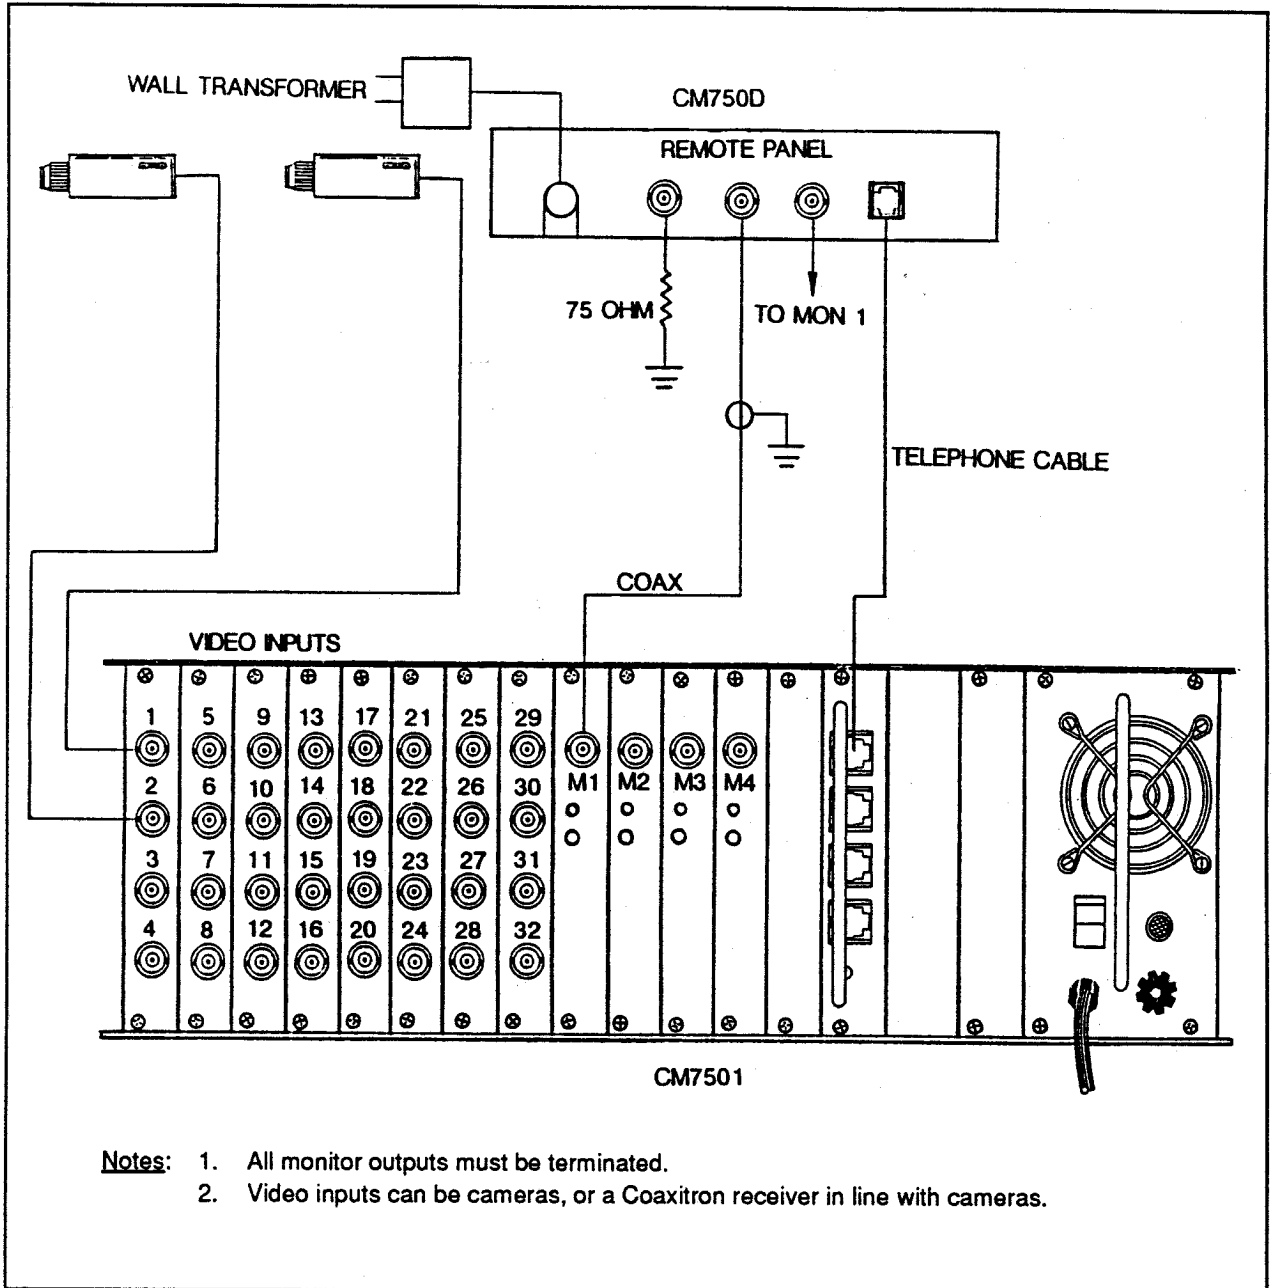 WALL TRANSFORMER
CM750D
REMOTE PANEL
75 OHM
TO MON 1
TELEPHONE CABLE
COAX
VIDEO INPUTS
1 5 9 13 17 21 25 29
M1 M2 M3 M4
2 6 10 14 18 22 26 30
3 7 11 15 19 23 27 31
4 8 12 16 20 24 28 32
CM7501
Notes: 1. All monitor outputs must be terminated.
2. Video inputs can be cameras, or a Coaxitron receiver in line with cameras.